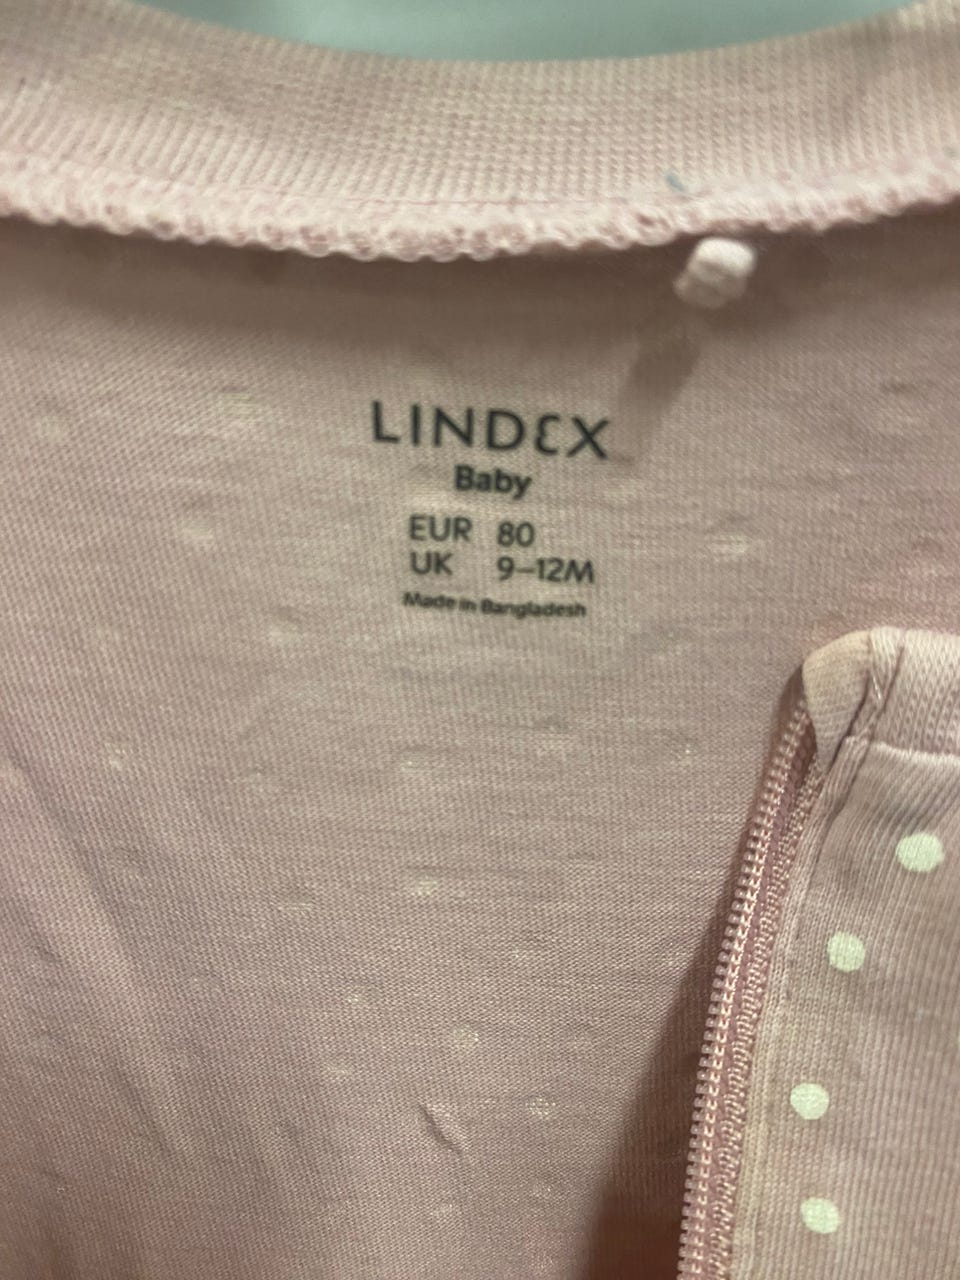 LINDEX
Baby
EUR 80
UK 9–12M
Made in Bangladesh